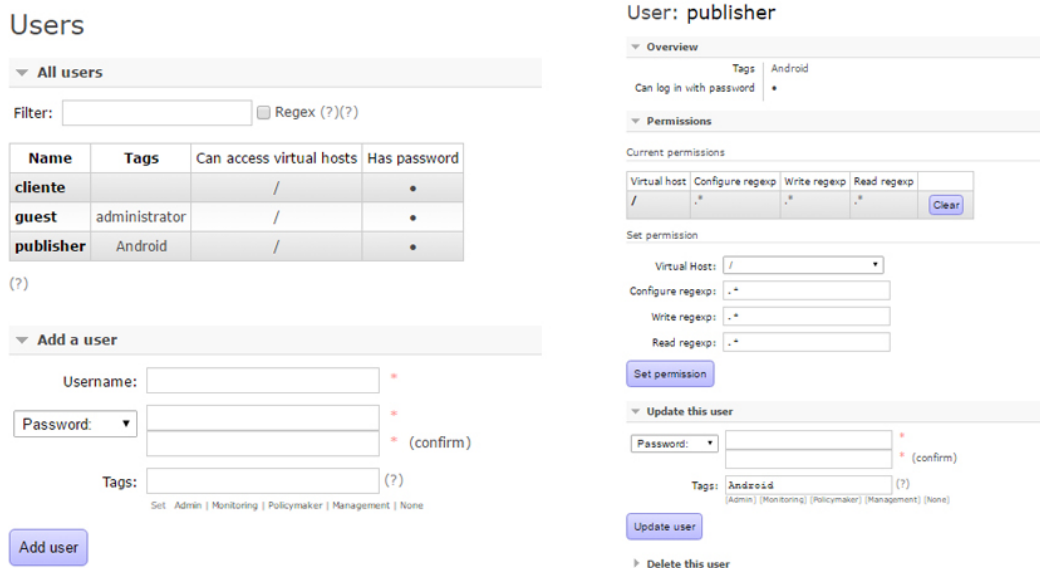 Users
All users
Filter: Regex (?)(?)
Name Tags Can access virtual hosts Has password
cliente / •
guest administrator / •
publisher Android / •
(?)
Add a user
Username: *
Password: *
* (confirm)
Tags: (?)
Set Admin | Monitoring | Policymaker | Management | None
Add user
User: publisher
Overview
Tags Android
Can log in with password •
Permissions
Current permissions
Virtual host Configure regexp Write regexp Read regexp
/ .* .* .* Clear
Set permission
Virtual Host: /
Configure regexp: .*
Write regexp: .*
Read regexp: .*
Set permission
Update this user
Password: *
* (confirm)
Tags: Android (?)
[Admin] [Monitoring] [Policymaker] [Management] [None]
Update user
Delete this user